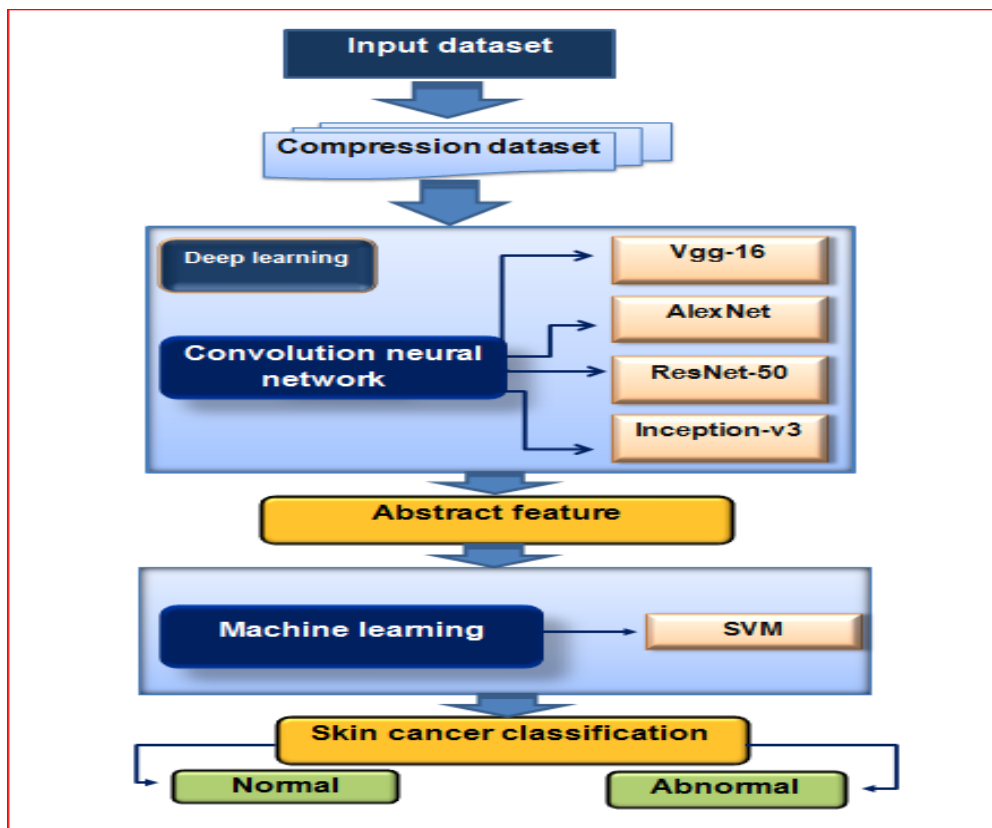 Input dataset
Compression dataset
Deep learning
Vgg-16
AlexNet
Convolution neural
network
ResNet-50
Inception-v3
Abstract feature
Machine learning
SVM
Skin cancer classification
Normal
Abnormal